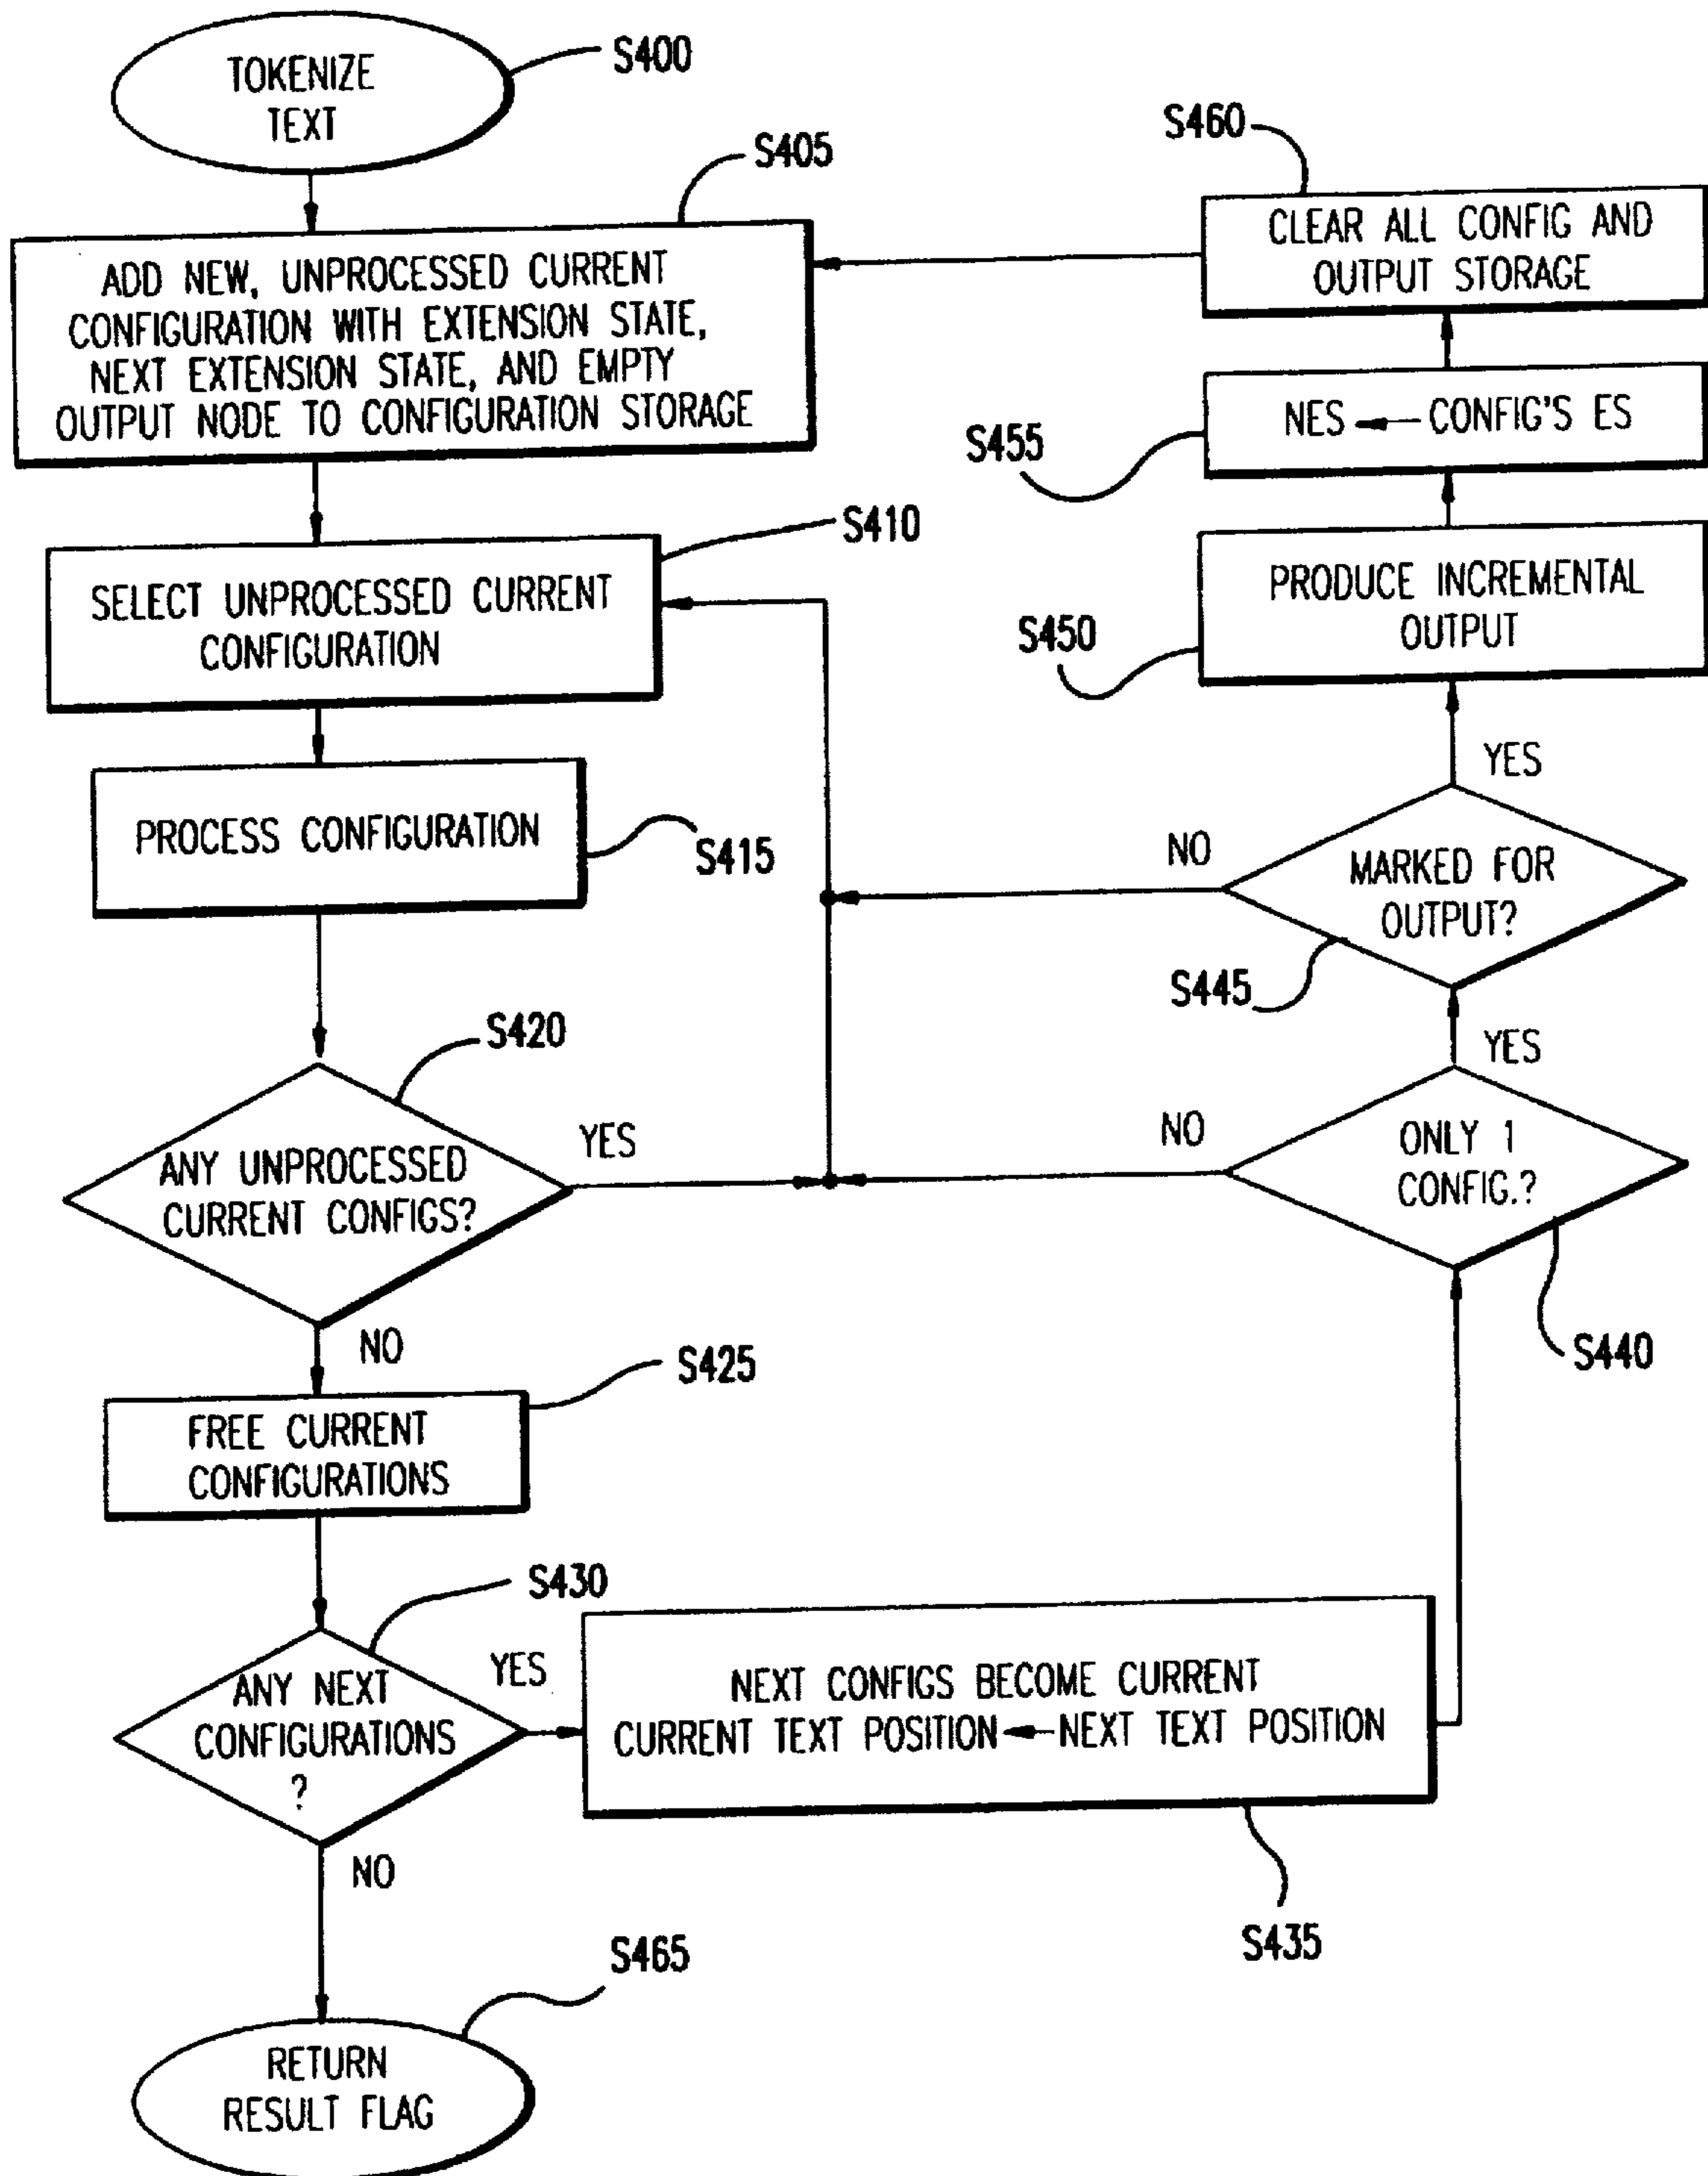 TOKENIZE
TEXT
S400
S405
ADD NEW, UNPROCESSED CURRENT
CONFIGURATION WITH EXTENSION STATE,
NEXT EXTENSION STATE, AND EMPTY
OUTPUT NODE TO CONFIGURATION STORAGE
S410
SELECT UNPROCESSED CURRENT
CONFIGURATION
PROCESS CONFIGURATION
S415
S420
ANY UNPROCESSED
CURRENT CONFIGS?
YES
NO
S425
FREE CURRENT
CONFIGURATIONS
S430
ANY NEXT
CONFIGURATIONS
?
YES
NO
NEXT CONFIGS BECOME CURRENT
CURRENT TEXT POSITION ← NEXT TEXT POSITION
S435
S465
RETURN
RESULT FLAG
ONLY 1
CONFIG.?
S440
NO
YES
MARKED FOR
OUTPUT?
S445
NO
YES
PRODUCE INCREMENTAL
OUTPUT
S450
NES ← CONFIG'S ES
S455
CLEAR ALL CONFIG AND
OUTPUT STORAGE
S460